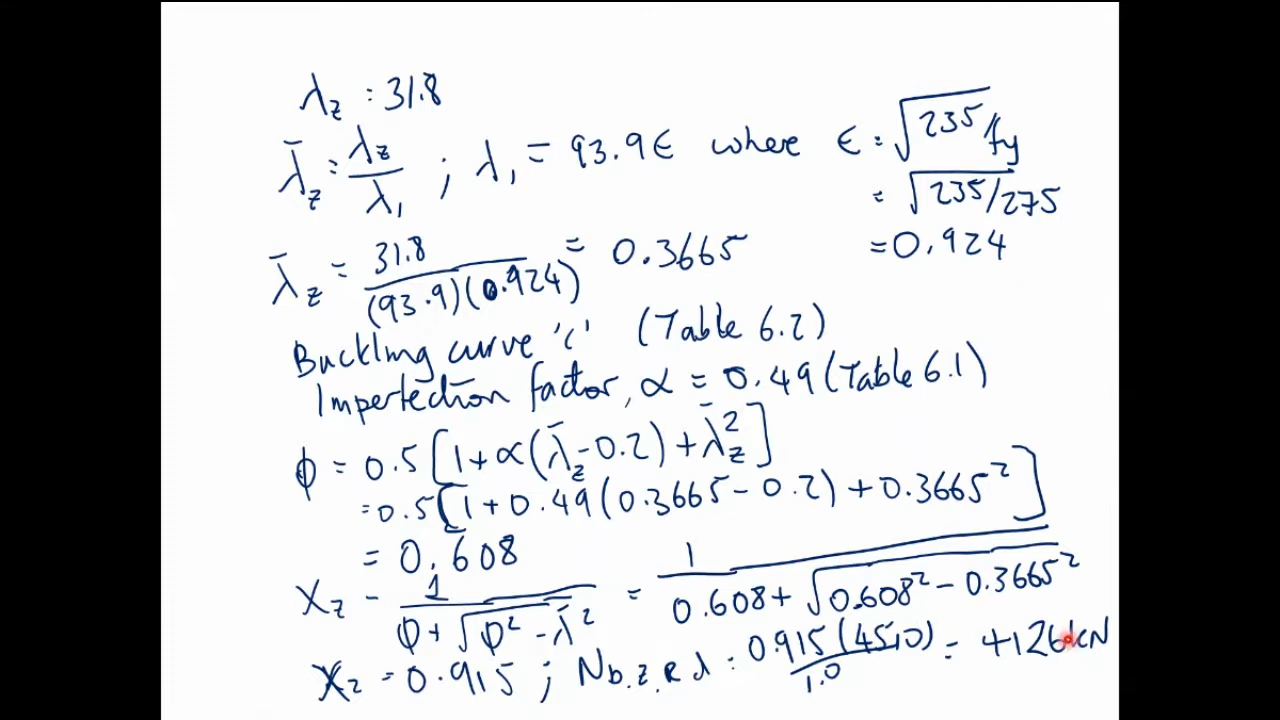 λz = 31.8
λ̄z = λz/λ1 ; λ1 = 93.9ϵ where ϵ = √235/fy
= √235/275
λ̄z = 31.8/(93.9)(0.924) = 0.3665 = 0.924
Buckling curve 'c' (Table 6.2)
Imperfection factor, α = 0.49 (Table 6.1)
ϕ = 0.5 [1+α(λ̄z-0.2)+λ̄z²]
= 0.5[1+0.49(0.3665-0.2)+0.3665²]
= 0.608
χz = 1/ϕ+√ϕ²-λ̄² = 1/0.608+√0.608²-0.3665²
χz = 0.915 ; Nb.z.Rd = 0.915(4510)/1.0 = 4126kN